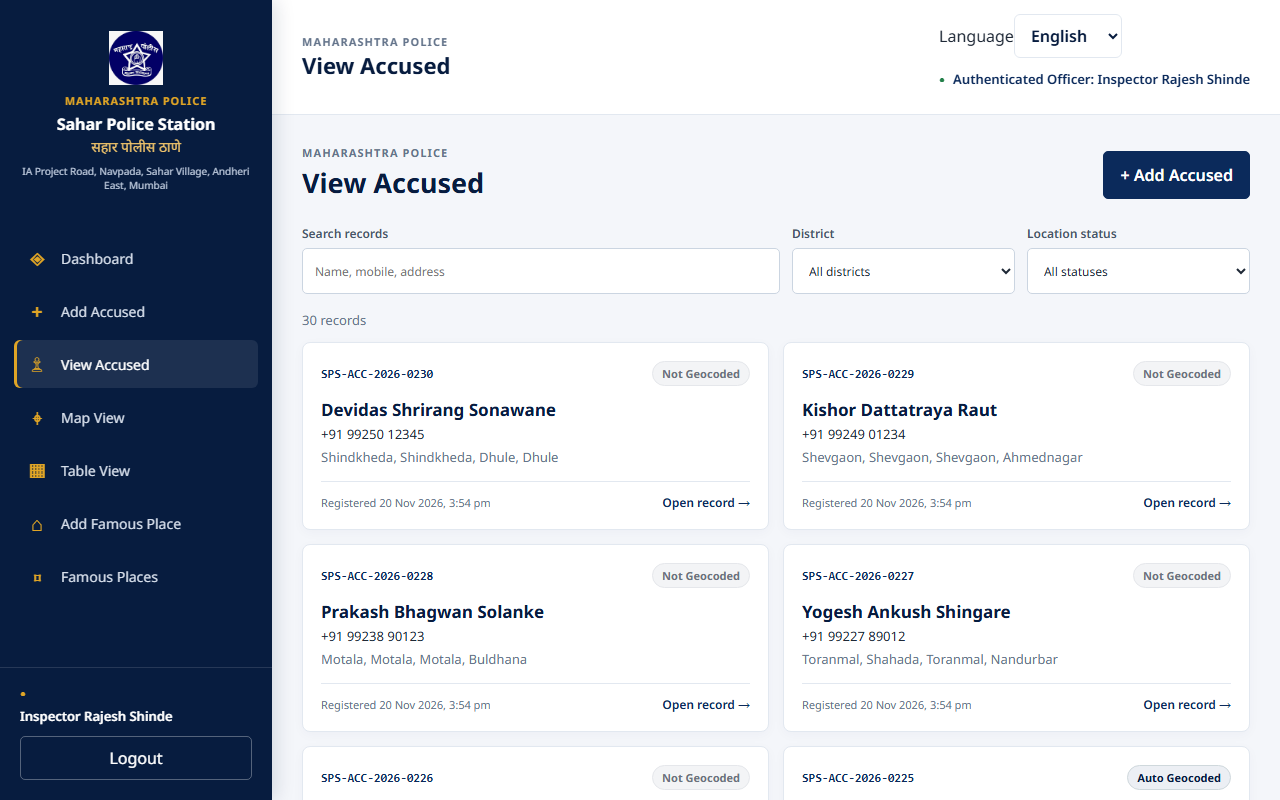 MAHARASHTRA POLICE
Sahar Police Station
सहार पोलीस ठाणे
IA Project Road, Navpada, Sahar Village, Andheri
East, Mumbai
Dashboard
Add Accused
View Accused
Map View
Table View
Add Famous Place
Famous Places
Inspector Rajesh Shinde
Logout
MAHARASHTRA POLICE
View Accused
Language English
• Authenticated Officer: Inspector Rajesh Shinde
MAHARASHTRA POLICE
View Accused
+ Add Accused
Search records
Name, mobile, address
District
All districts
Location status
All statuses
30 records
SPS-ACC-2026-0230 Not Geocoded
Devidas Shrirang Sonawane
+91 99250 12345
Shindkheda, Shindkheda, Dhule, Dhule
Registered 20 Nov 2026, 3:54 pm Open record →
SPS-ACC-2026-0229 Not Geocoded
Kishor Dattatraya Raut
+91 99249 01234
Shevgaon, Shevgaon, Shevgaon, Ahmednagar
Registered 20 Nov 2026, 3:54 pm Open record →
SPS-ACC-2026-0228 Not Geocoded
Prakash Bhagwan Solanke
+91 99238 90123
Motala, Motala, Motala, Buldhana
Registered 20 Nov 2026, 3:54 pm Open record →
SPS-ACC-2026-0227 Not Geocoded
Yogesh Ankush Shingare
+91 99227 89012
Toranmal, Shahada, Toranmal, Nandurbar
Registered 20 Nov 2026, 3:54 pm Open record →
SPS-ACC-2026-0226 Not Geocoded
SPS-ACC-2026-0225 Auto Geocoded